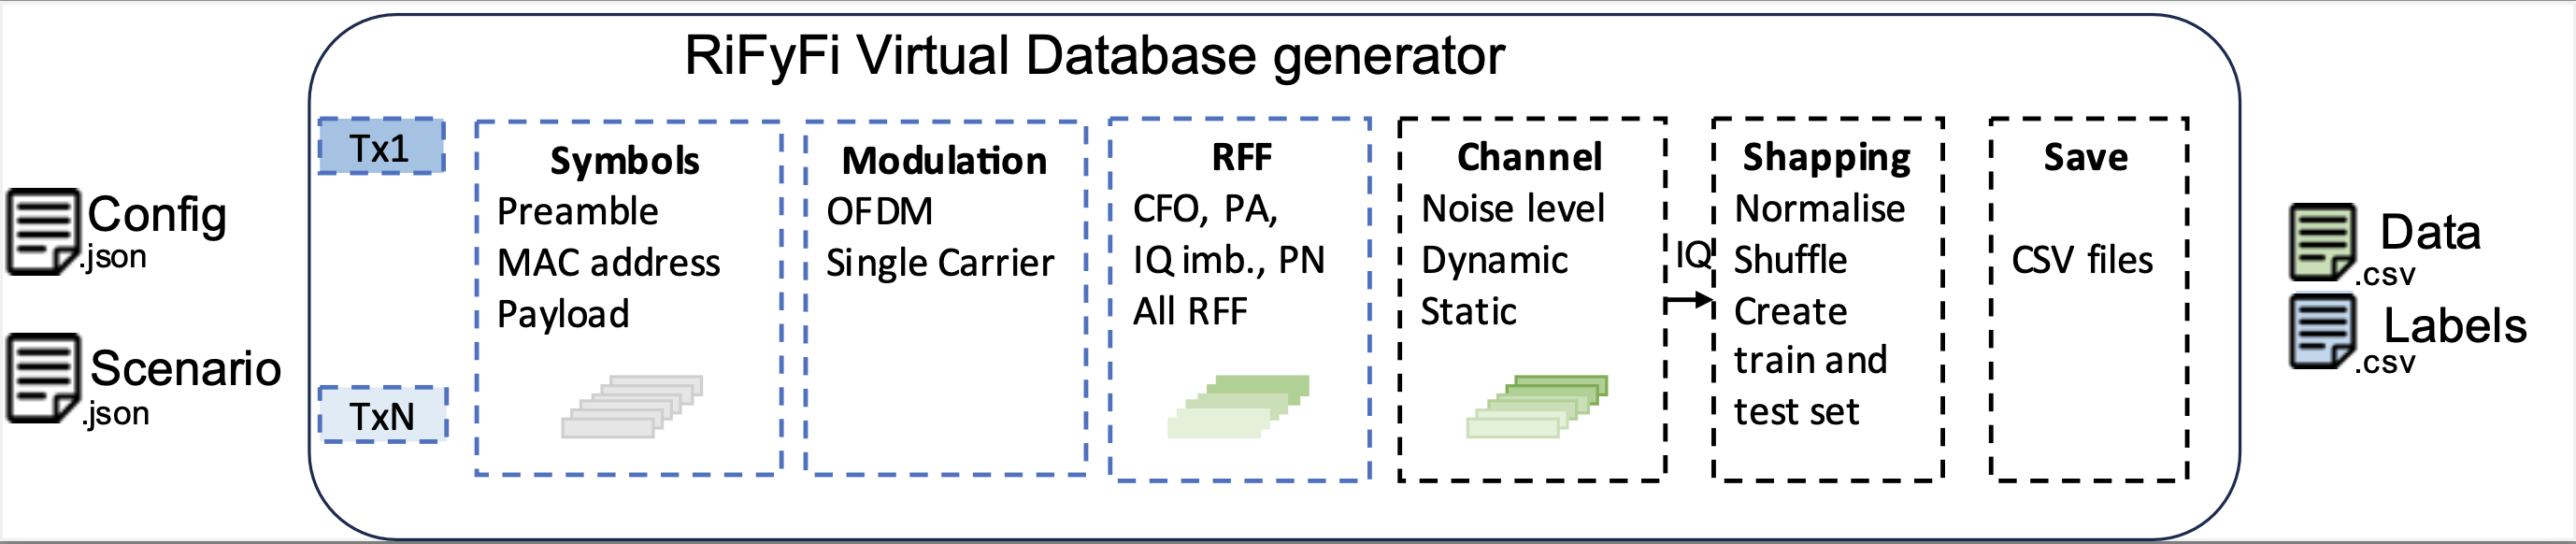 RiFyFi Virtual Database generator
Config
.json
Scenario
.json
Tx1
TxN
Symbols
Preamble
MAC address
Payload
Modulation
OFDM
Single Carrier
RFF
CFO, PA,
IQ imb., PN
All RFF
Channel
Noise level
Dynamic
Static
IQ
Shapping
Normalise
Shuffle
Create
train and
test set
Save
CSV files
Data
.csv
Labels
.csv